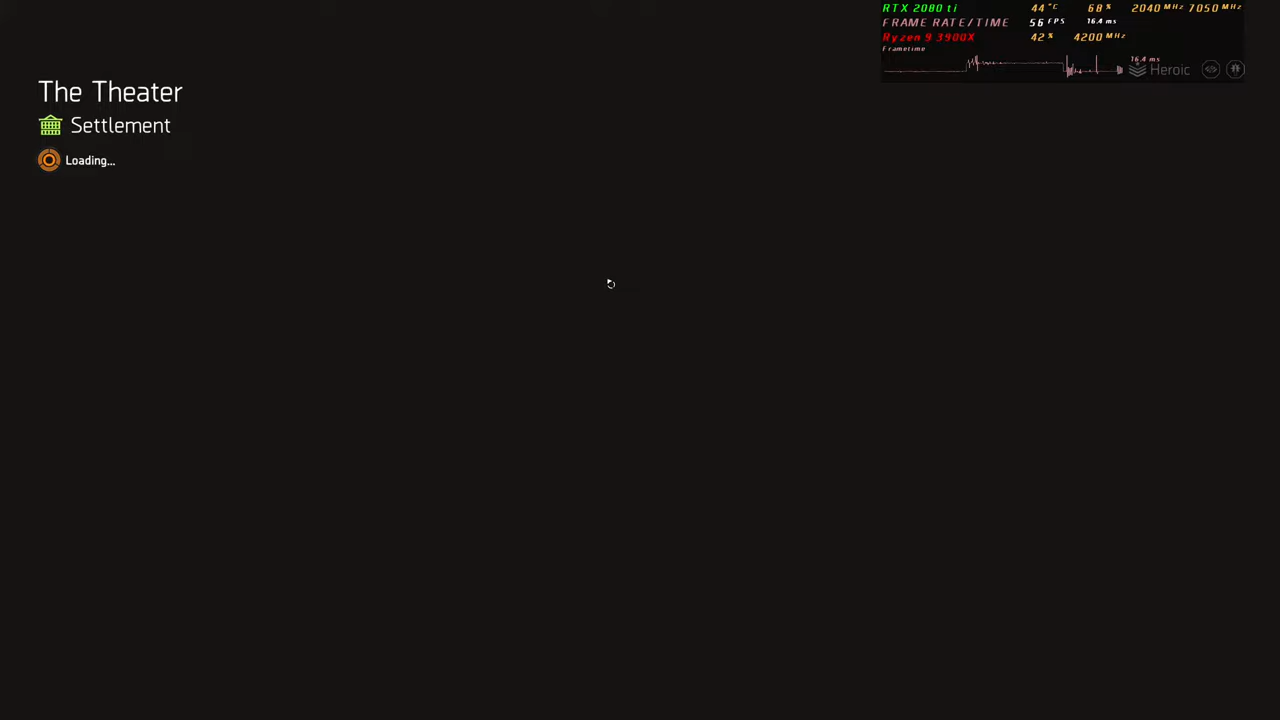 RTX 2080 ti 44 °C 68 % 2040 MHz 7050 MHz
FRAME RATE/TIME 56 FPS 16.4 ms
Ryzen 9 3900X 42 % 4200 MHz
Frametime
16.4 ms
Heroic
The Theater
Settlement
Loading...